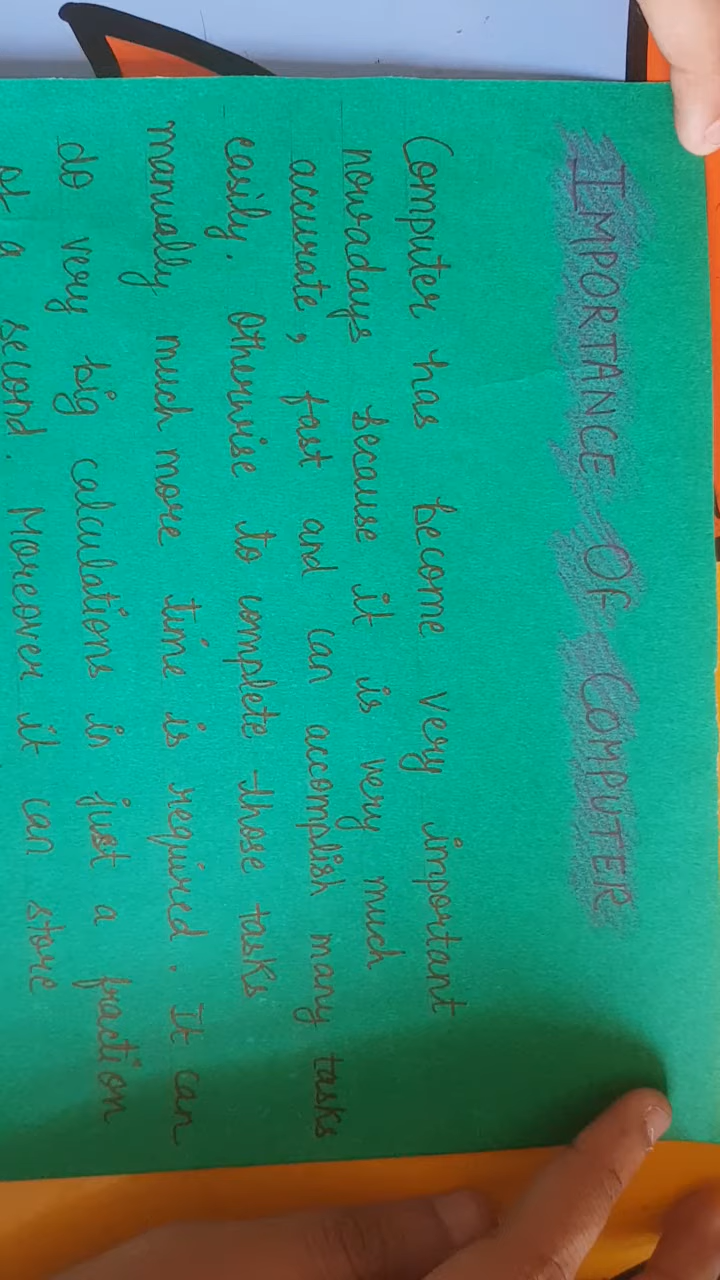 IMPORTANCE OF COMPUTER
Computer has become very important
nowadays because it is very much
accurate, fast and can accomplish many tasks
easily. Otherwise to complete those tasks
manually much more time is required. It can
do very big calculations in just a fraction
of a second. Moreover it can store